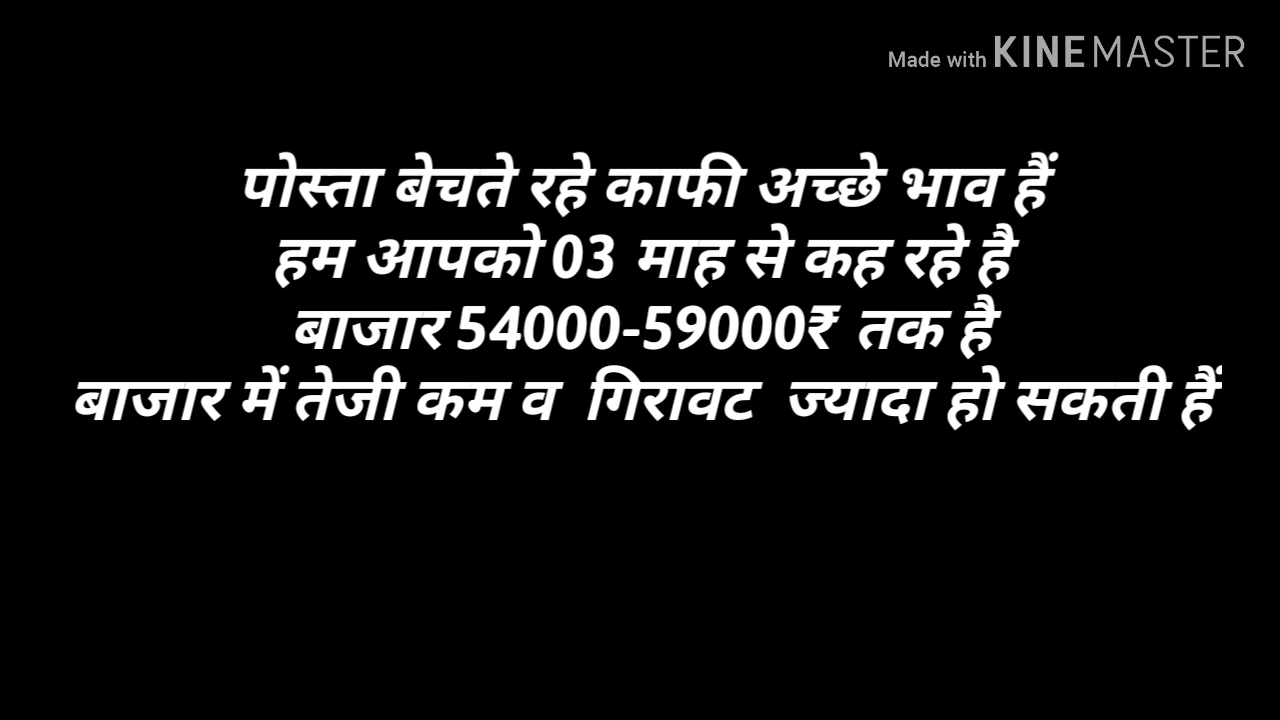 Made with KINEMASTER
पोस्ता बेचते रहे काफी अच्छे भाव हैं
हम आपको 03 माह से कह रहे है
बाजार 54000-59000₹ तक है
बाजार में तेजी कम व गिरावट ज्यादा हो सकती हैं